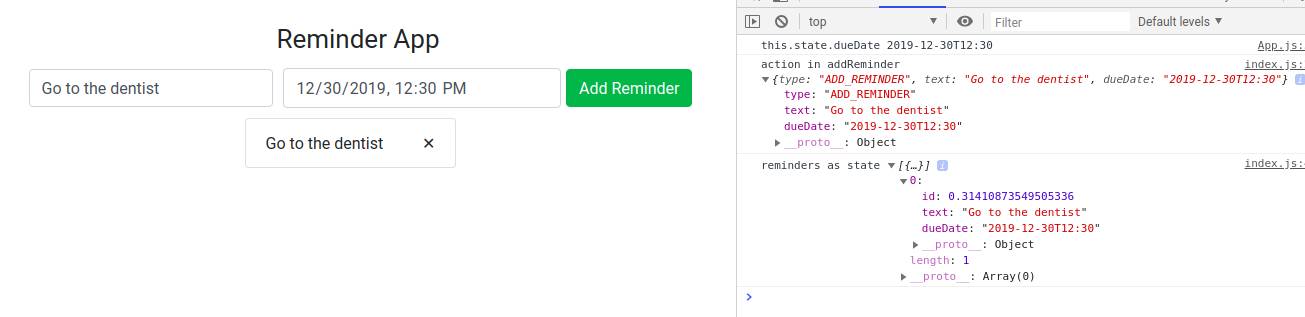 Reminder App
Go to the dentist
12/30/2019, 12:30 PM
Add Reminder
Go to the dentist ✕
top ▼
Filter
Default levels ▼
this.state.dueDate 2019-12-30T12:30 App.js:
action in addReminder index.js:
▼{type: "ADD_REMINDER", text: "Go to the dentist", dueDate: "2019-12-30T12:30"} i
type: "ADD_REMINDER"
text: "Go to the dentist"
dueDate: "2019-12-30T12:30"
▶ __proto__: Object
reminders as state ▼[{…}] i index.js:
▼0:
id: 0.31410873549505336
text: "Go to the dentist"
dueDate: "2019-12-30T12:30"
▶ __proto__: Object
length: 1
▶ __proto__: Array(0)
>